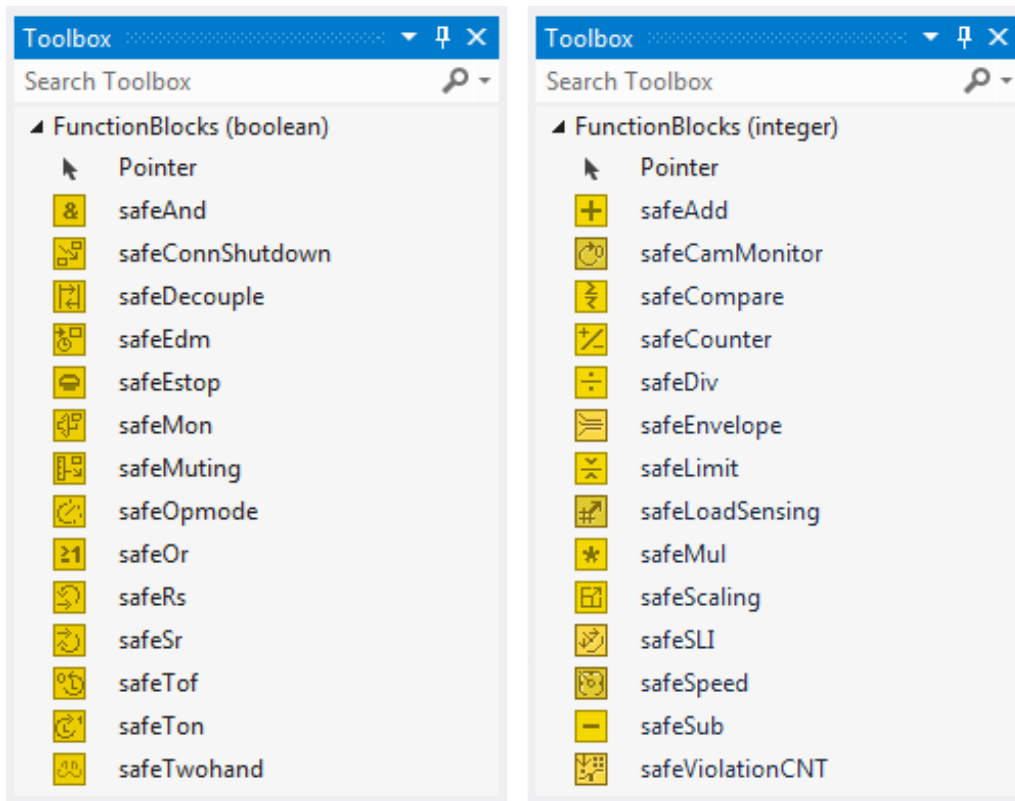 Toolbox
Search Toolbox
FunctionBlocks (boolean)
Pointer
& safeAnd
safeConnShutdown
safeDecouple
safeEdm
safeEstop
safeMon
safeMuting
safeOpmode
≥1 safeOr
safeRs
safeSr
safeTof
safeTon
safeTwohand
Toolbox
Search Toolbox
FunctionBlocks (integer)
Pointer
+ safeAdd
safeCamMonitor
safeCompare
+/- safeCounter
÷ safeDiv
safeEnvelope
safeLimit
safeLoadSensing
* safeMul
safeScaling
safeSLI
safeSpeed
− safeSub
safeViolationCNT